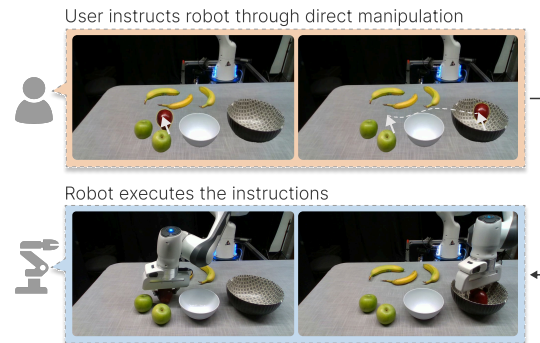 User instructs robot through direct manipulation
Robot executes the instructions